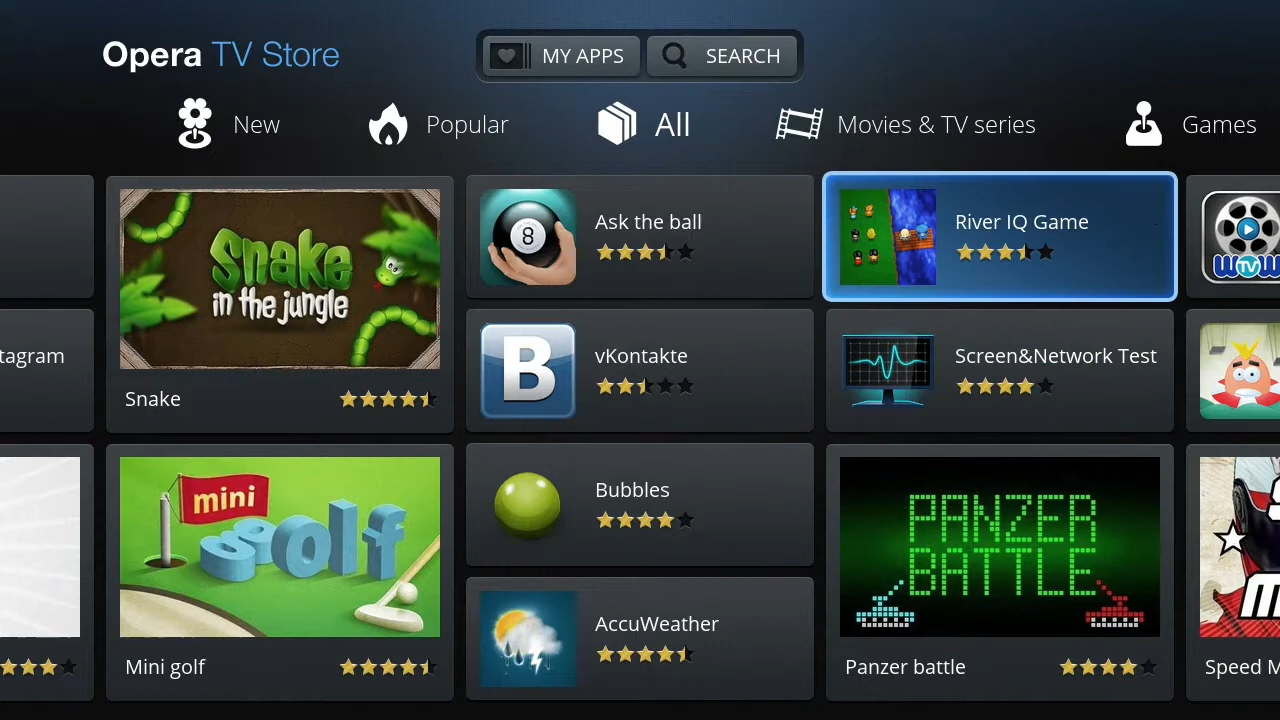 Opera TV Store
MY APPS
SEARCH
New
Popular
All
Movies & TV series
Games
Snake
in the jungle
Snake
8
Ask the ball
River IQ Game
WOW
TV
tagram
B
vKontakte
Screen&Network Test
mini
golf
Mini golf
Bubbles
AccuWeather
PANZER
BATTLE
Panzer battle
Speed M